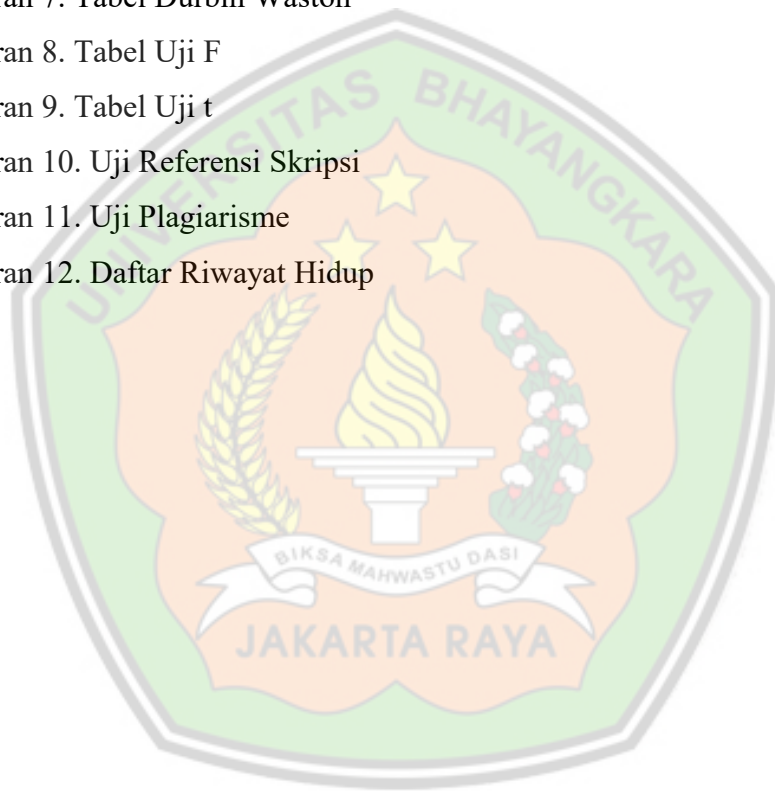 ran 7. Tabel Durbin Waston
ran 8. Tabel Uji F
ran 9. Tabel Uji t
ran 10. Uji Referensi Skripsi
ran 11. Uji Plagiarisme
ran 12. Daftar Riwayat Hidup
UNIVERSITAS BHAYANGKARA
BIKSA MAHWASTU DASI
JAKARTA RAYA